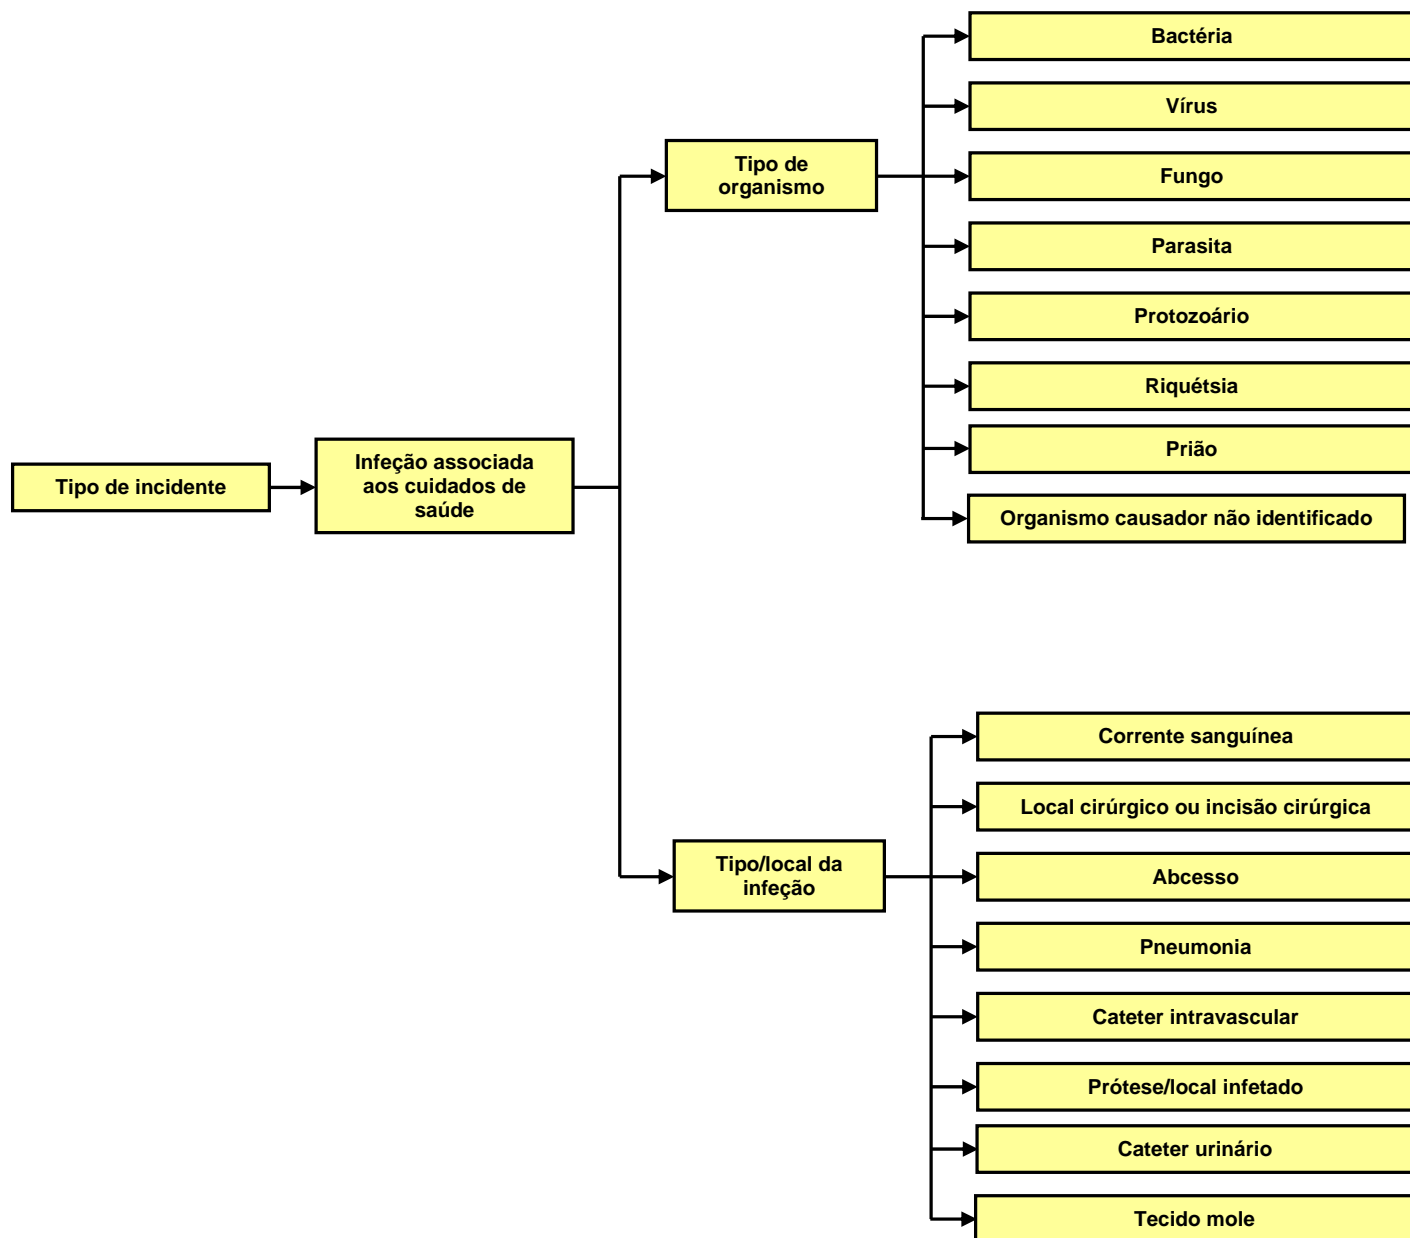 Tipo de incidente
Infeção associada
aos cuidados de
saúde
Tipo de
organismo
Bactéria
Vírus
Fungo
Parasita
Protozoário
Riquétsia
Prião
Organismo causador não identificado
Tipo/local da
infeção
Corrente sanguínea
Local cirúrgico ou incisão cirúrgica
Abcesso
Pneumonia
Cateter intravascular
Prótese/local infetado
Cateter urinário
Tecido mole